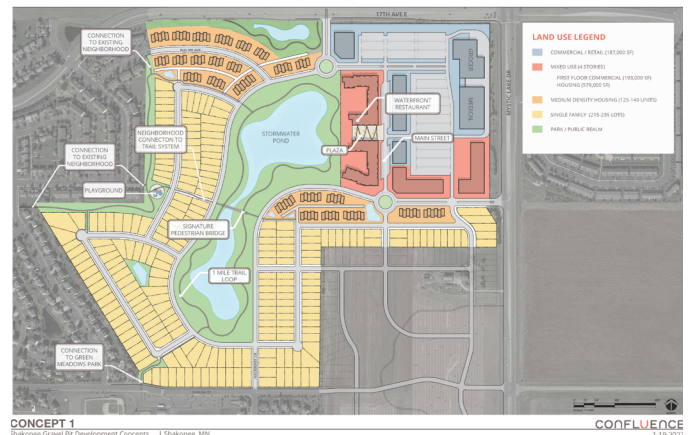 17TH AVE E
CONNECTION
TO EXISTING
NEIGHBORHOOD
LAND USE LEGEND
COMMERCIAL / RETAIL (187,000 SF)
MIXED USE (4 STORIES)
FIRST FLOOR COMMERCIAL (193,000 SF)
HOUSING (579,000 SF)
MEDIUM DENSITY HOUSING (125-140 UNITS)
SINGLE FAMILY (216-236 LOTS)
PARK / PUBLIC REALM
GROCER
MEDICAL
MYSTIC LAKE DR
WATERFRONT
RESTAURANT
NEIGHBORHOOD
CONNECTON TO
TRAIL SYSTEM
STORMWATER
POND
MAIN STREET
PLAZA
CONNECTION
TO EXISTING
NEIGHBORHOOD
PLAYGROUND
SIGNATURE
PEDESTRIAN BRIDGE
1 MILE TRAIL
LOOP
CONNECTION
TO GREEN
MEADOWS PARK
CONCEPT 1
Shakopee Gravel Pit Development Concepts | Shakopee, MN
CONFLUENCE